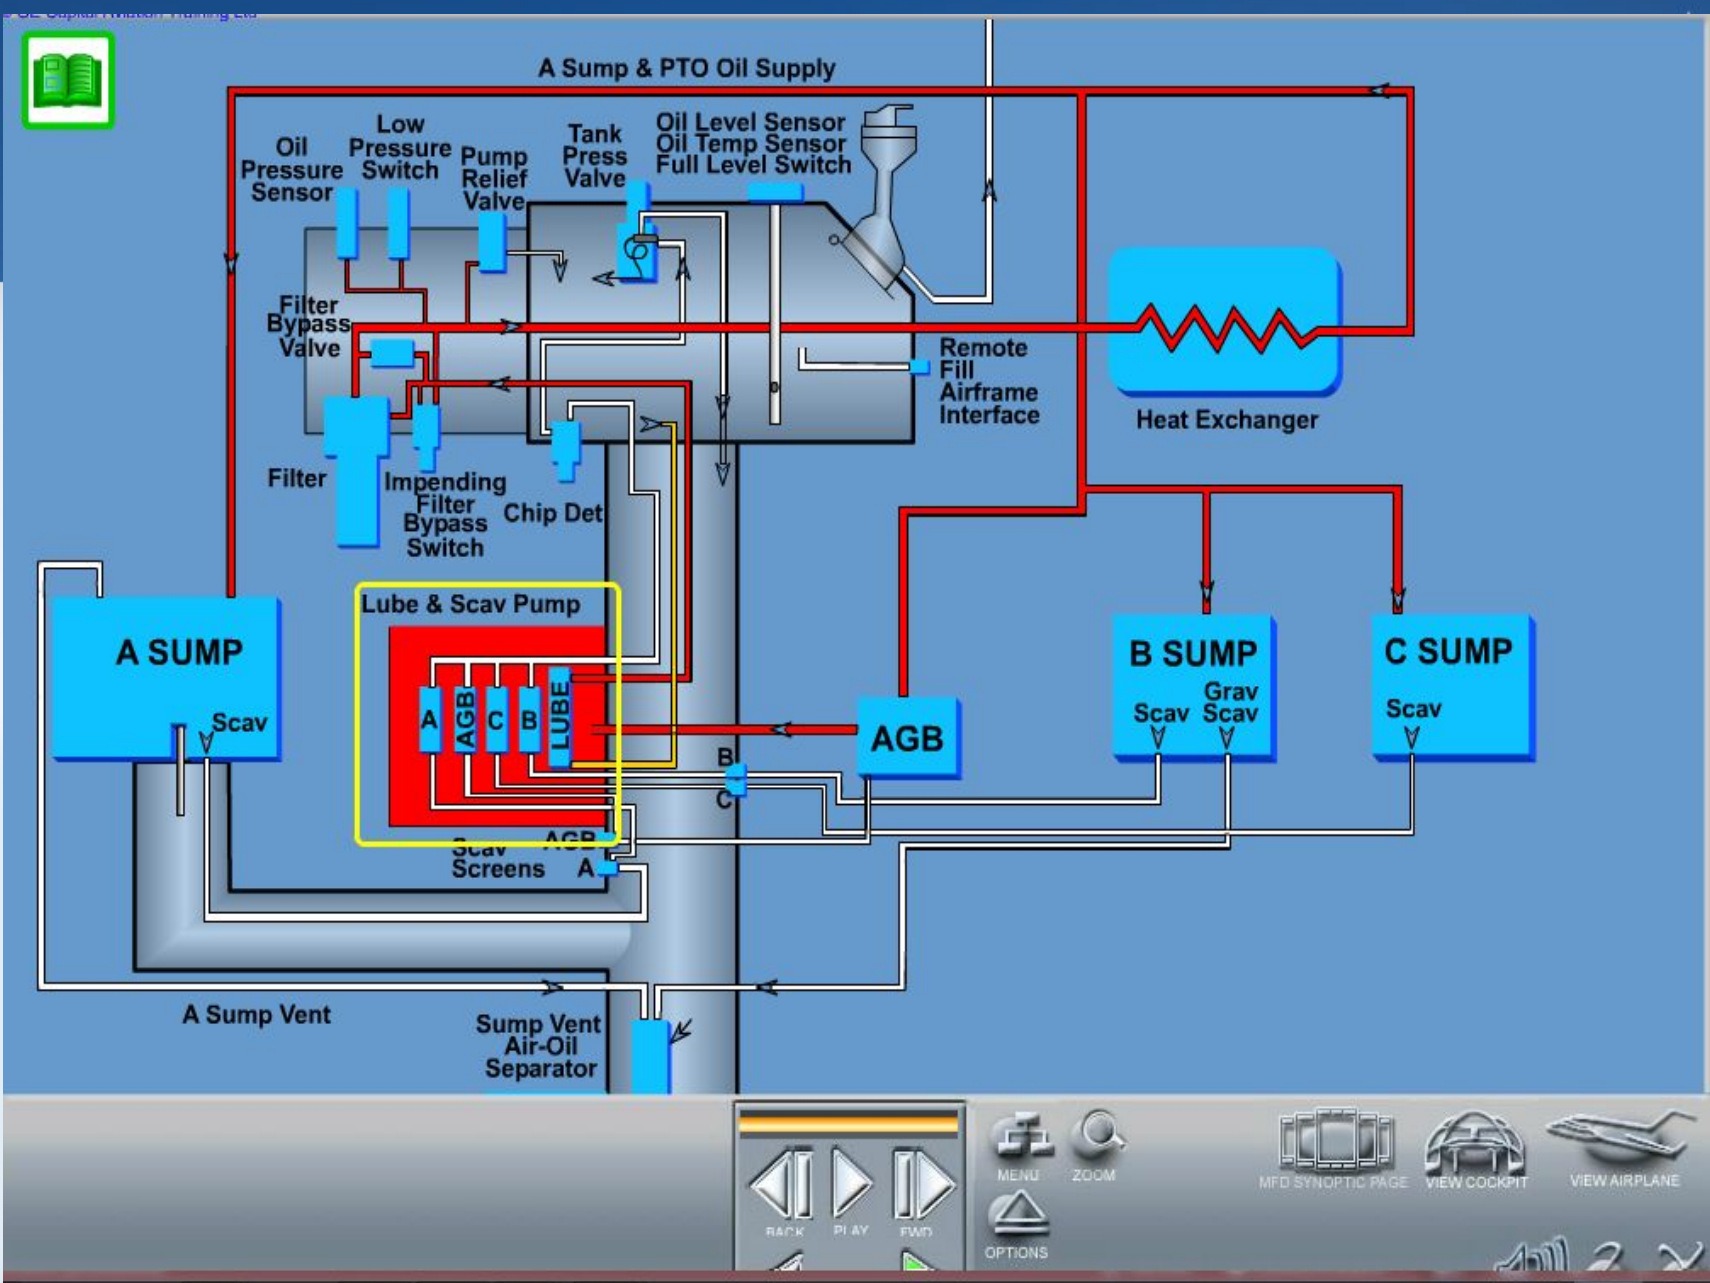 A Sump & PTO Oil Supply
Oil
Pressure
Sensor
Low
Pressure
Switch
Pump
Relief
Valve
Tank
Press
Valve
Oil Level Sensor
Oil Temp Sensor
Full Level Switch
Filter
Bypass
Valve
Remote
Fill
Airframe
Interface
Heat Exchanger
Filter
Impending
Filter
Bypass
Switch
Chip Det
Lube & Scav Pump
A SUMP
Scav
A
AGB
C
B
LUBE
AGB
B SUMP
Grav
Scav Scav
C SUMP
Scav
B
C
AGB
Scav
Screens
A
A Sump Vent
Sump Vent
Air-Oil
Separator
BACK
PLAY
FWD
MENU
ZOOM
OPTIONS
MFD SYNOPTIC PAGE
VIEW COCKPIT
VIEW AIRPLANE